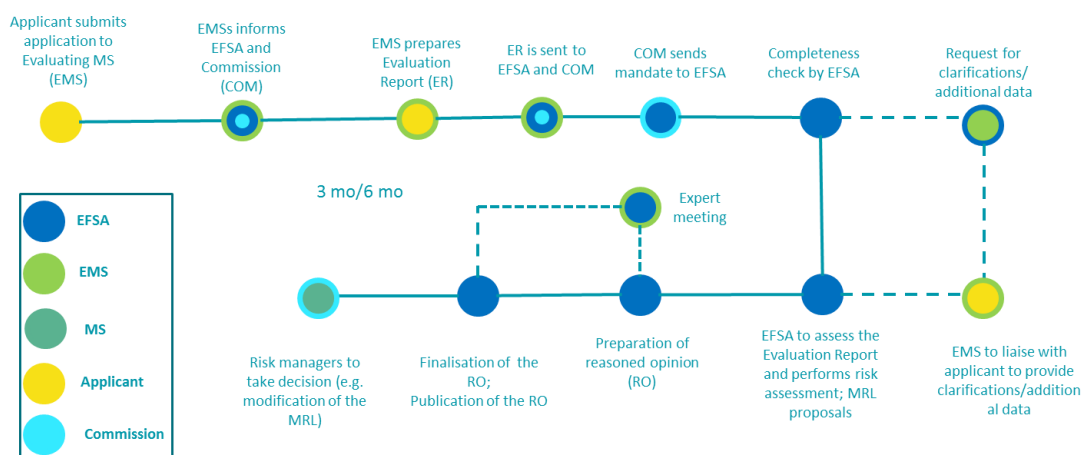 Applicant submits
application to
Evaluating MS
(EMS)
EMSs informs
EFSA and
Commission
(COM)
EMS prepares
Evaluation
Report (ER)
ER is sent to
EFSA and COM
COM sends
mandate to EFSA
Completeness
check by EFSA
Request for
clarifications/
additional data
3 mo/6 mo
Expert
meeting
EFSA
EMS
MS
Applicant
Commission
Risk managers to
take decision (e.g.
modification of the
MRL)
Finalisation of the
RO;
Publication of the RO
Preparation of
reasoned opinion
(RO)
EFSA to assess the
Evaluation Report
and performs risk
assessment; MRL
proposals
EMS to liaise with
applicant to provide
clarifications/addition
al data